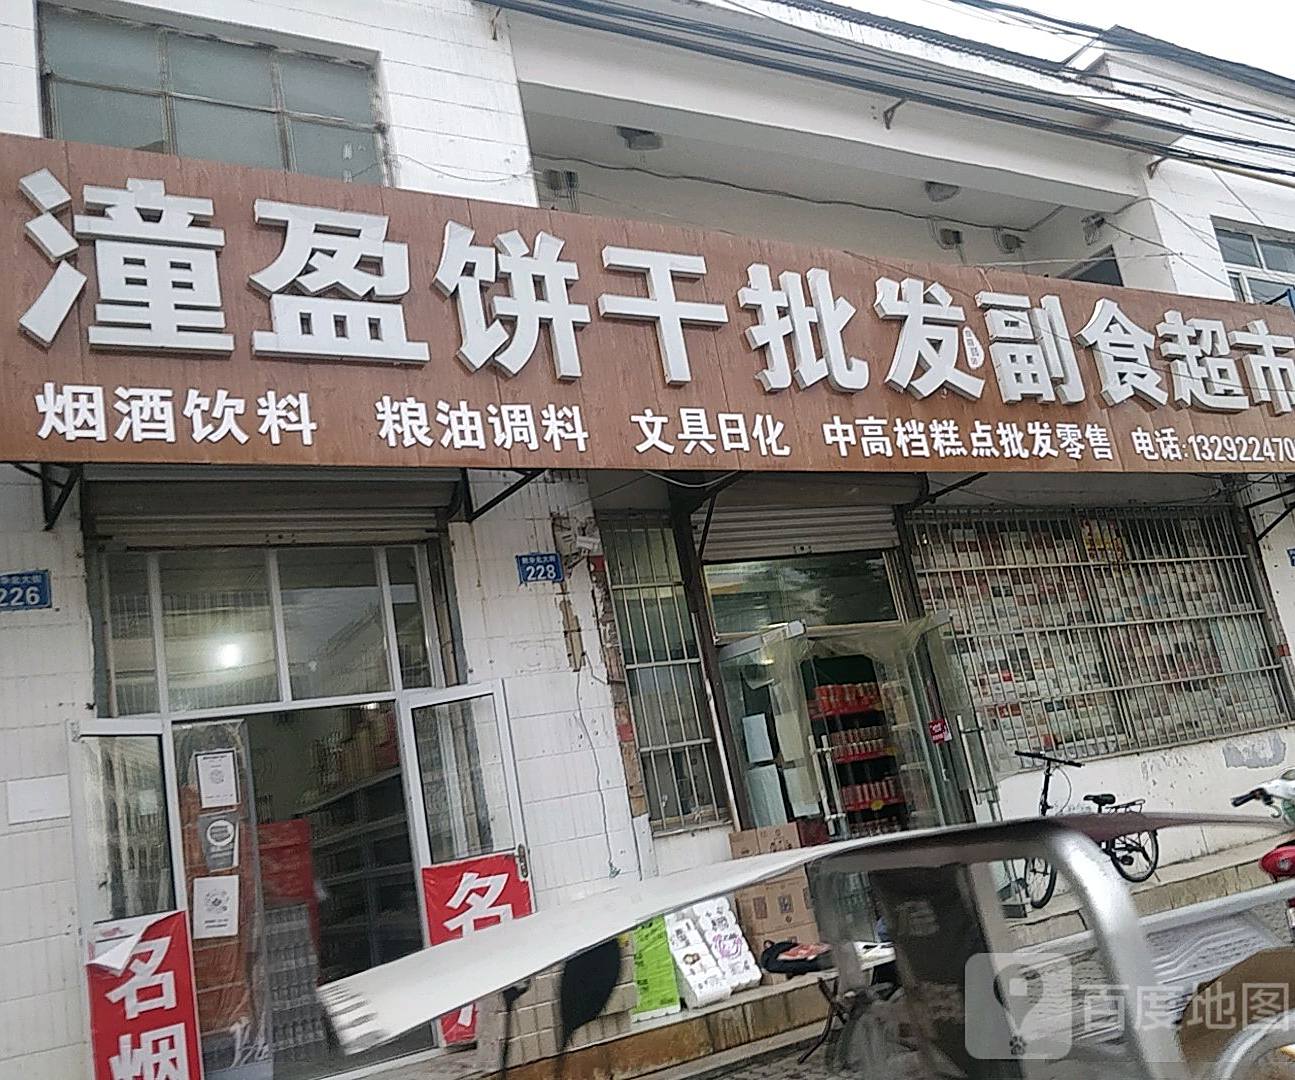 潼盈饼干批发副食超市
烟酒饮料 粮油调料 文具日化 中高档糕点批发零售 电话:132922470
226
228
名烟
名
百度地图